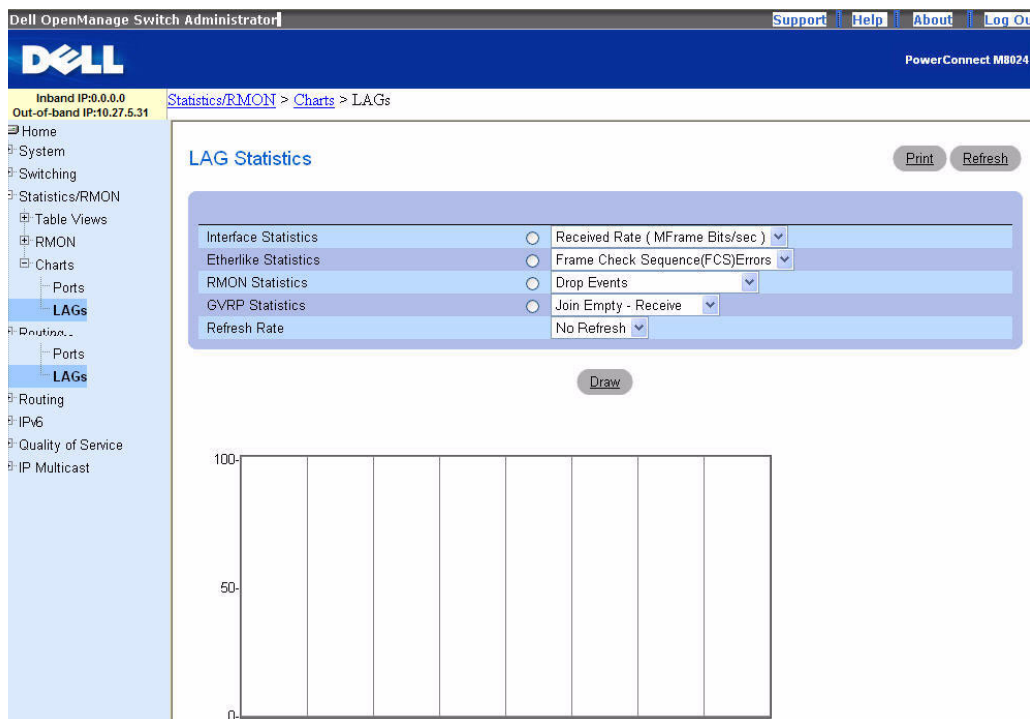 Dell OpenManage Switch Administrator
Support Help About Log Ou
DELL
PowerConnect M8024
Inband IP:0.0.0.0
Out-of-band IP:10.27.5.31
Statistics/RMON > Charts > LAGs
Home
System
Switching
Statistics/RMON
Table Views
RMON
Charts
Ports
LAGs
Routing
Ports
LAGs
Routing
IPv6
Quality of Service
IP Multicast
LAG Statistics
Print Refresh
Interface Statistics Received Rate ( MFrame Bits/sec )
Etherlike Statistics Frame Check Sequence(FCS)Errors
RMON Statistics Drop Events
GVRP Statistics Join Empty - Receive
Refresh Rate No Refresh
Draw
100-
50-
0-